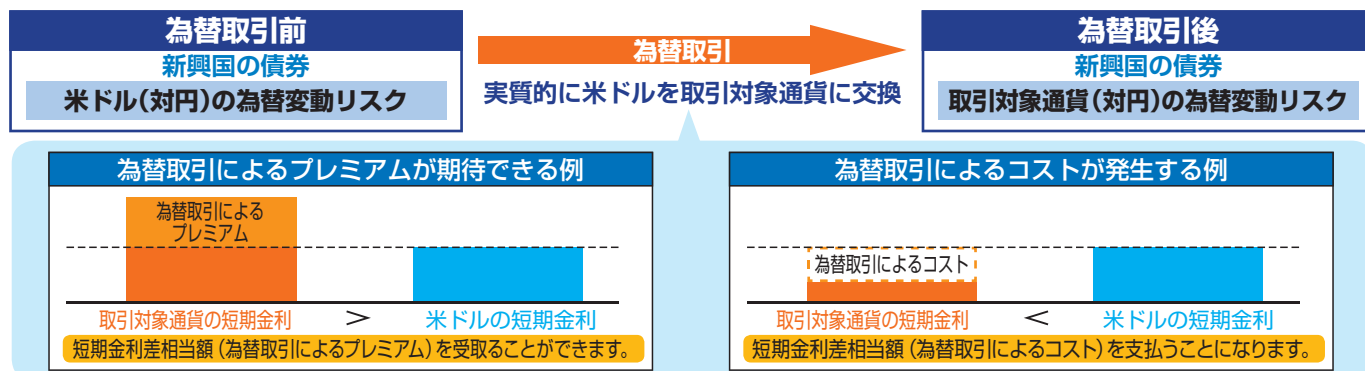 為替取引前
新興国の債券
米ドル(対円)の為替変動リスク
為替取引
実質的に米ドルを取引対象通貨に交換
為替取引後
新興国の債券
取引対象通貨(対円)の為替変動リスク
為替取引によるプレミアムが期待できる例
為替取引による
プレミアム
取引対象通貨の短期金利 > 米ドルの短期金利
短期金利差相当額(為替取引によるプレミアム)を受取ることができます。
為替取引によるコストが発生する例
為替取引によるコスト
取引対象通貨の短期金利 < 米ドルの短期金利
短期金利差相当額(為替取引によるコスト)を支払うことになります。